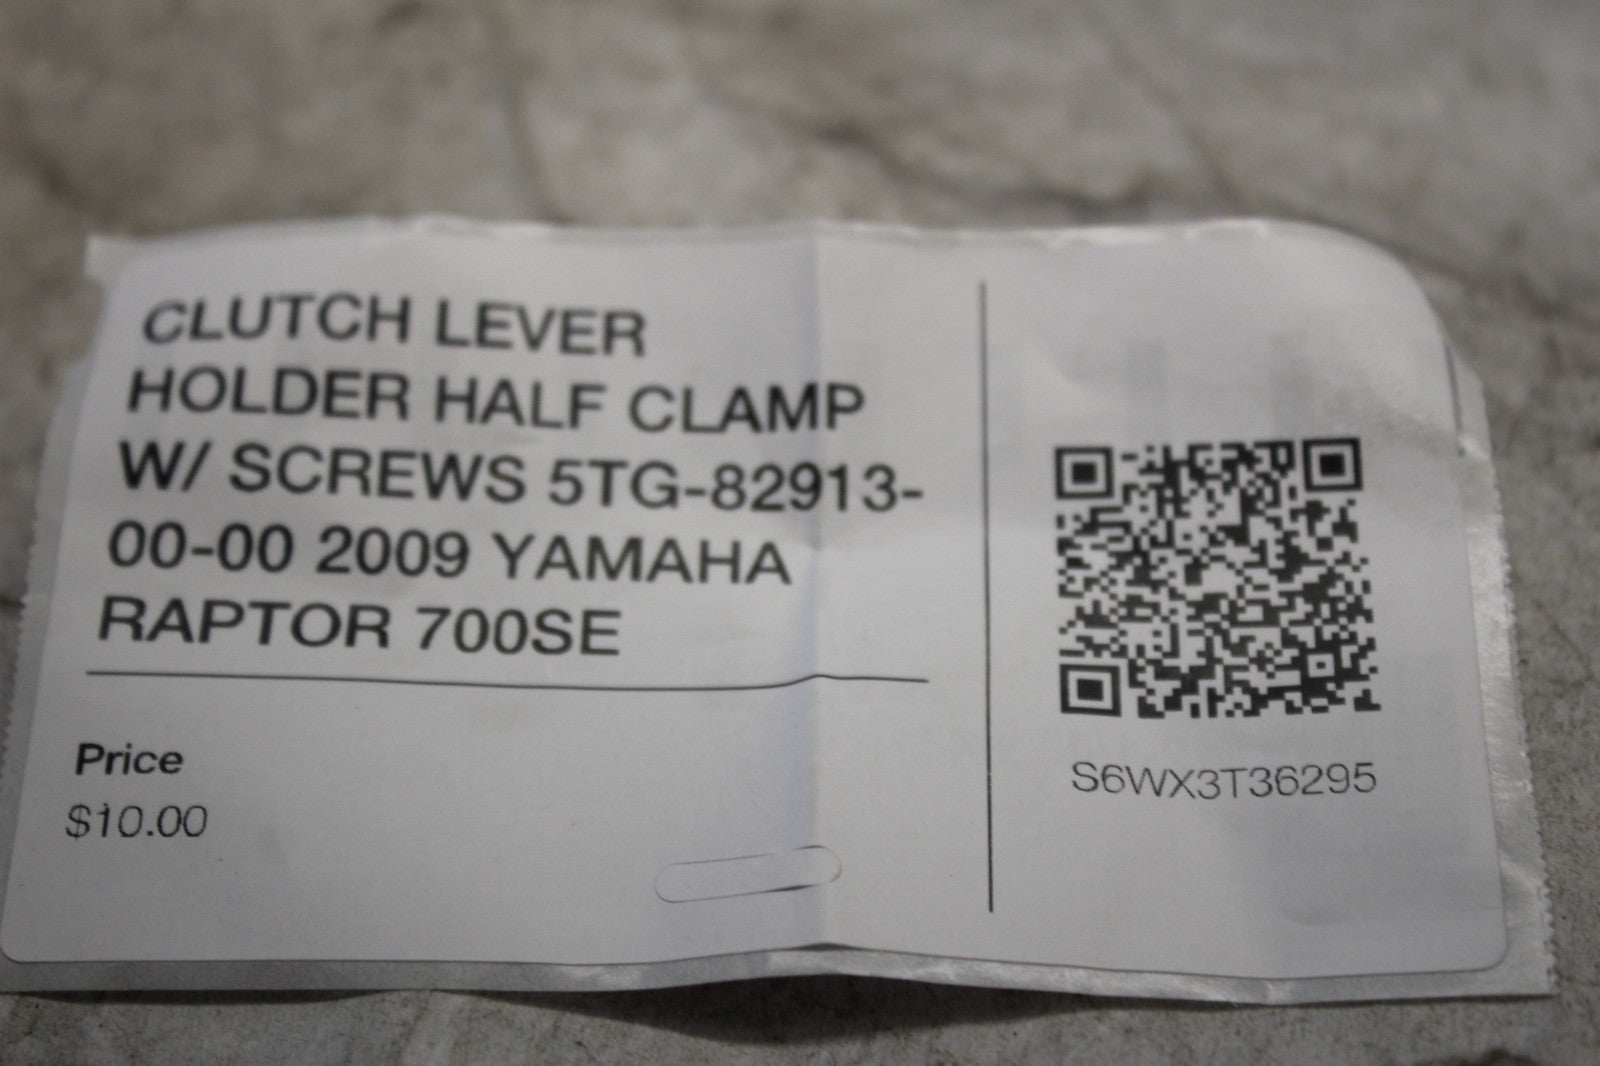 CLUTCH LEVER
HOLDER HALF CLAMP
W/ SCREWS 5TG-82913-
00-00 2009 YAMAHA
RAPTOR 700SE
Price
$10.00
S6WX3T36295